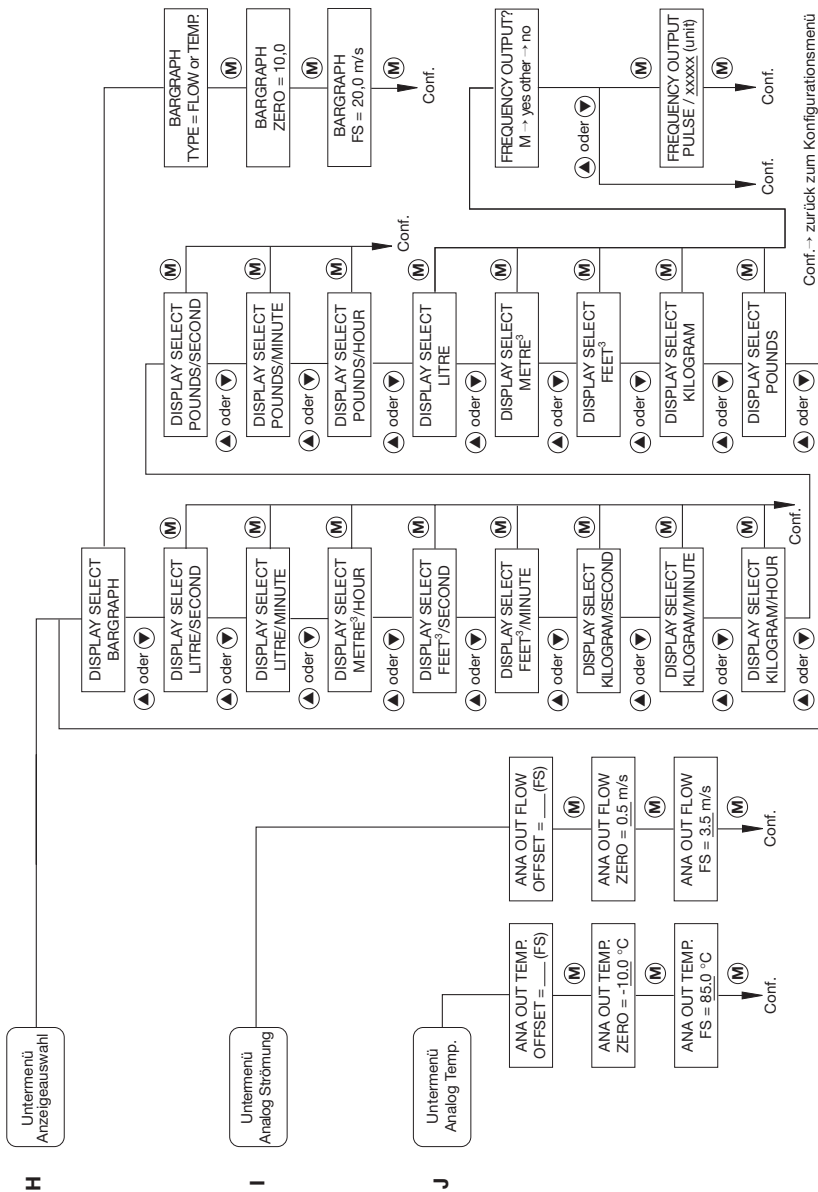 H
Untermenü
Anzeigeauswahl
DISPLAY SELECT
BARGRAPH
▲ oder ▼
DISPLAY SELECT
LITRE/SECOND
M
▲ oder ▼
DISPLAY SELECT
LITRE/MINUTE
M
▲ oder ▼
DISPLAY SELECT
METRE³/HOUR
M
▲ oder ▼
DISPLAY SELECT
FEET³/SECOND
M
▲ oder ▼
DISPLAY SELECT
FEET³/MINUTE
M
▲ oder ▼
DISPLAY SELECT
KILOGRAM/SECOND
M
▲ oder ▼
DISPLAY SELECT
KILOGRAM/MINUTE
M
▲ oder ▼
DISPLAY SELECT
KILOGRAM/HOUR
M
▲ oder ▼
Conf.
DISPLAY SELECT
POUNDS/SECOND
M
▲ oder ▼
DISPLAY SELECT
POUNDS/MINUTE
M
▲ oder ▼
DISPLAY SELECT
POUNDS/HOUR
M
Conf.
▲ oder ▼
DISPLAY SELECT
LITRE
M
▲ oder ▼
DISPLAY SELECT
METRE³
M
▲ oder ▼
DISPLAY SELECT
FEET³
M
▲ oder ▼
DISPLAY SELECT
KILOGRAM
M
▲ oder ▼
DISPLAY SELECT
POUNDS
M
▲ oder ▼
BARGRAPH
TYPE = FLOW or TEMP.
M
BARGRAPH
ZERO = 10,0
M
BARGRAPH
FS = 20,0 m/s
M
Conf.
FREQUENCY OUTPUT?
M → yes other → no
▲ oder ▼
M
Conf.
FREQUENCY OUTPUT
PULSE / xxxxx (unit)
M
Conf.
I
Untermenü
Analog Strömung
ANA OUT FLOW
OFFSET = __ (FS)
M
ANA OUT FLOW
ZERO = 0.5 m/s
M
ANA OUT FLOW
FS = 3.5 m/s
M
Conf.
J
Untermenü
Analog Temp.
ANA OUT TEMP.
OFFSET = __ (FS)
M
ANA OUT TEMP.
ZERO = -10.0 °C
M
ANA OUT TEMP.
FS = 85.0 °C
M
Conf.
Conf.→ zurück zum Konfigurationsmenü